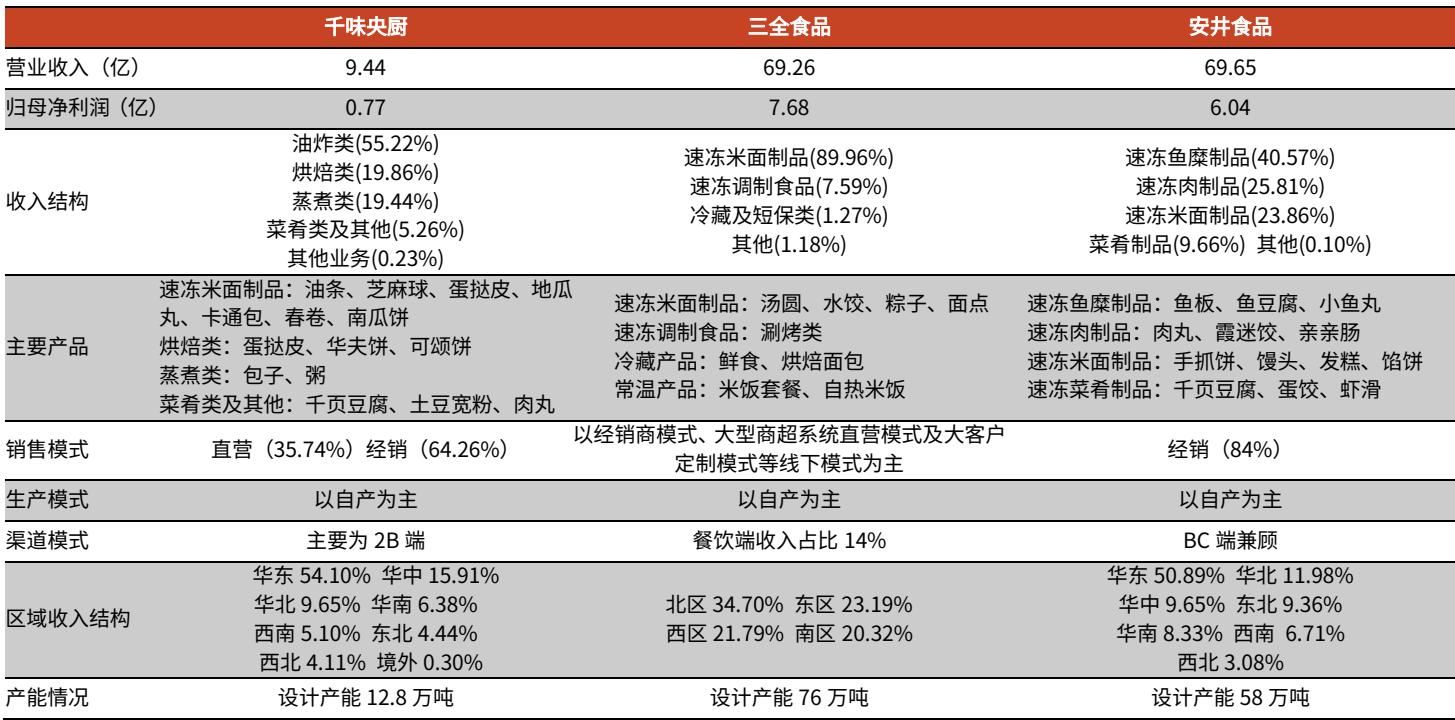 千味央厨 三全食品 安井食品
营业收入（亿） 9.44 69.26 69.65
归母净利润（亿） 0.77 7.68 6.04
收入结构
油炸类(55.22%)
烘焙类(19.86%)
蒸煮类(19.44%)
菜肴类及其他(5.26%)
其他业务(0.23%)
速冻米面制品(89.96%)
速冻调制食品(7.59%)
冷藏及短保类(1.27%)
其他(1.18%)
速冻鱼糜制品(40.57%)
速冻肉制品(25.81%)
速冻米面制品(23.86%)
菜肴制品(9.66%) 其他(0.10%)
主要产品
速冻米面制品：油条、芝麻球、蛋挞皮、地瓜
丸、卡通包、春卷、南瓜饼
烘焙类：蛋挞皮、华夫饼、可颂饼
蒸煮类：包子、粥
菜肴类及其他：千页豆腐、土豆宽粉、肉丸
速冻米面制品：汤圆、水饺、粽子、面点
速冻调制食品：涮烤类
冷藏产品：鲜食、烘焙面包
常温产品：米饭套餐、自热米饭
速冻鱼糜制品：鱼板、鱼豆腐、小鱼丸
速冻肉制品：肉丸、霞迷饺、亲亲肠
速冻米面制品：手抓饼、馒头、发糕、馅饼
速冻菜肴制品：千页豆腐、蛋饺、虾滑
销售模式
直营（35.74%）经销（64.26%）
以经销商模式、大型商超系统直营模式及大客户
定制模式等线下模式为主
经销（84%）
生产模式 以自产为主 以自产为主 以自产为主
渠道模式 主要为 2B 端 餐饮端收入占比 14% BC 端兼顾
区域收入结构
华东 54.10% 华中 15.91%
华北 9.65% 华南 6.38%
西南 5.10% 东北 4.44%
西北 4.11% 境外 0.30%
北区 34.70% 东区 23.19%
西区 21.79% 南区 20.32%
华东 50.89% 华北 11.98%
华中 9.65% 东北 9.36%
华南 8.33% 西南 6.71%
西北 3.08%
产能情况 设计产能 12.8 万吨 设计产能 76 万吨 设计产能 58 万吨